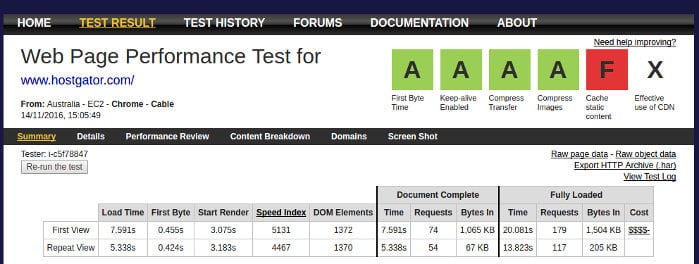 HOME TEST RESULT TEST HISTORY FORUMS DOCUMENTATION ABOUT
Need help improving?
Web Page Performance Test for
www.hostgator.com/
From: Australia - EC2 - Chrome - Cable
14/11/2016, 15:05:49
A A A A F X
First Byte Time
Keep-alive Enabled
Compress Transfer
Compress Images
Cache static content
Effective use of CDN
Summary Details Performance Review Content Breakdown Domains Screen Shot
Tester: i-c5f78847
Re-run the test
Raw page data - Raw object data
Export HTTP Archive (.har)
View Test Log
Document Complete Fully Loaded
Load Time First Byte Start Render Speed Index DOM Elements Time Requests Bytes In Time Requests Bytes In Cost
First View 7.591s 0.455s 3.075s 5131 1372 7.591s 74 1,065 KB 20.081s 179 1,504 KB $$$$-
Repeat View 5.338s 0.424s 3.183s 4467 1370 5.338s 54 67 KB 13.823s 117 205 KB